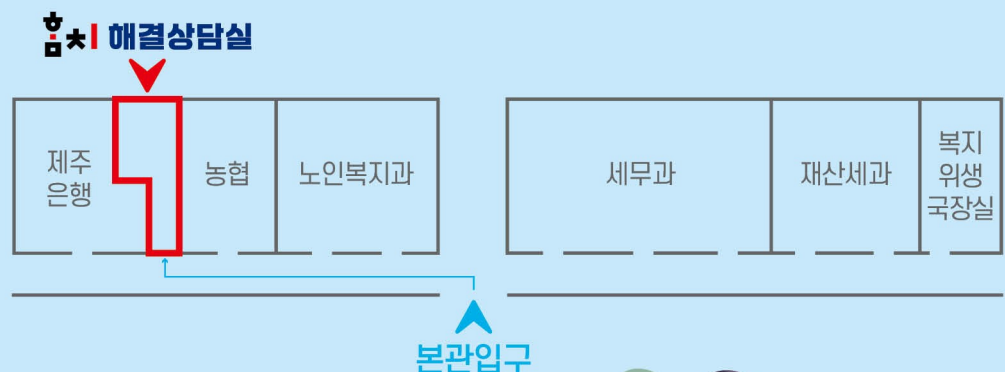 홈치 해결상담실
제주
은행
농협
노인복지과
세무과
재산세과
복지
위생
국장실
본관입구